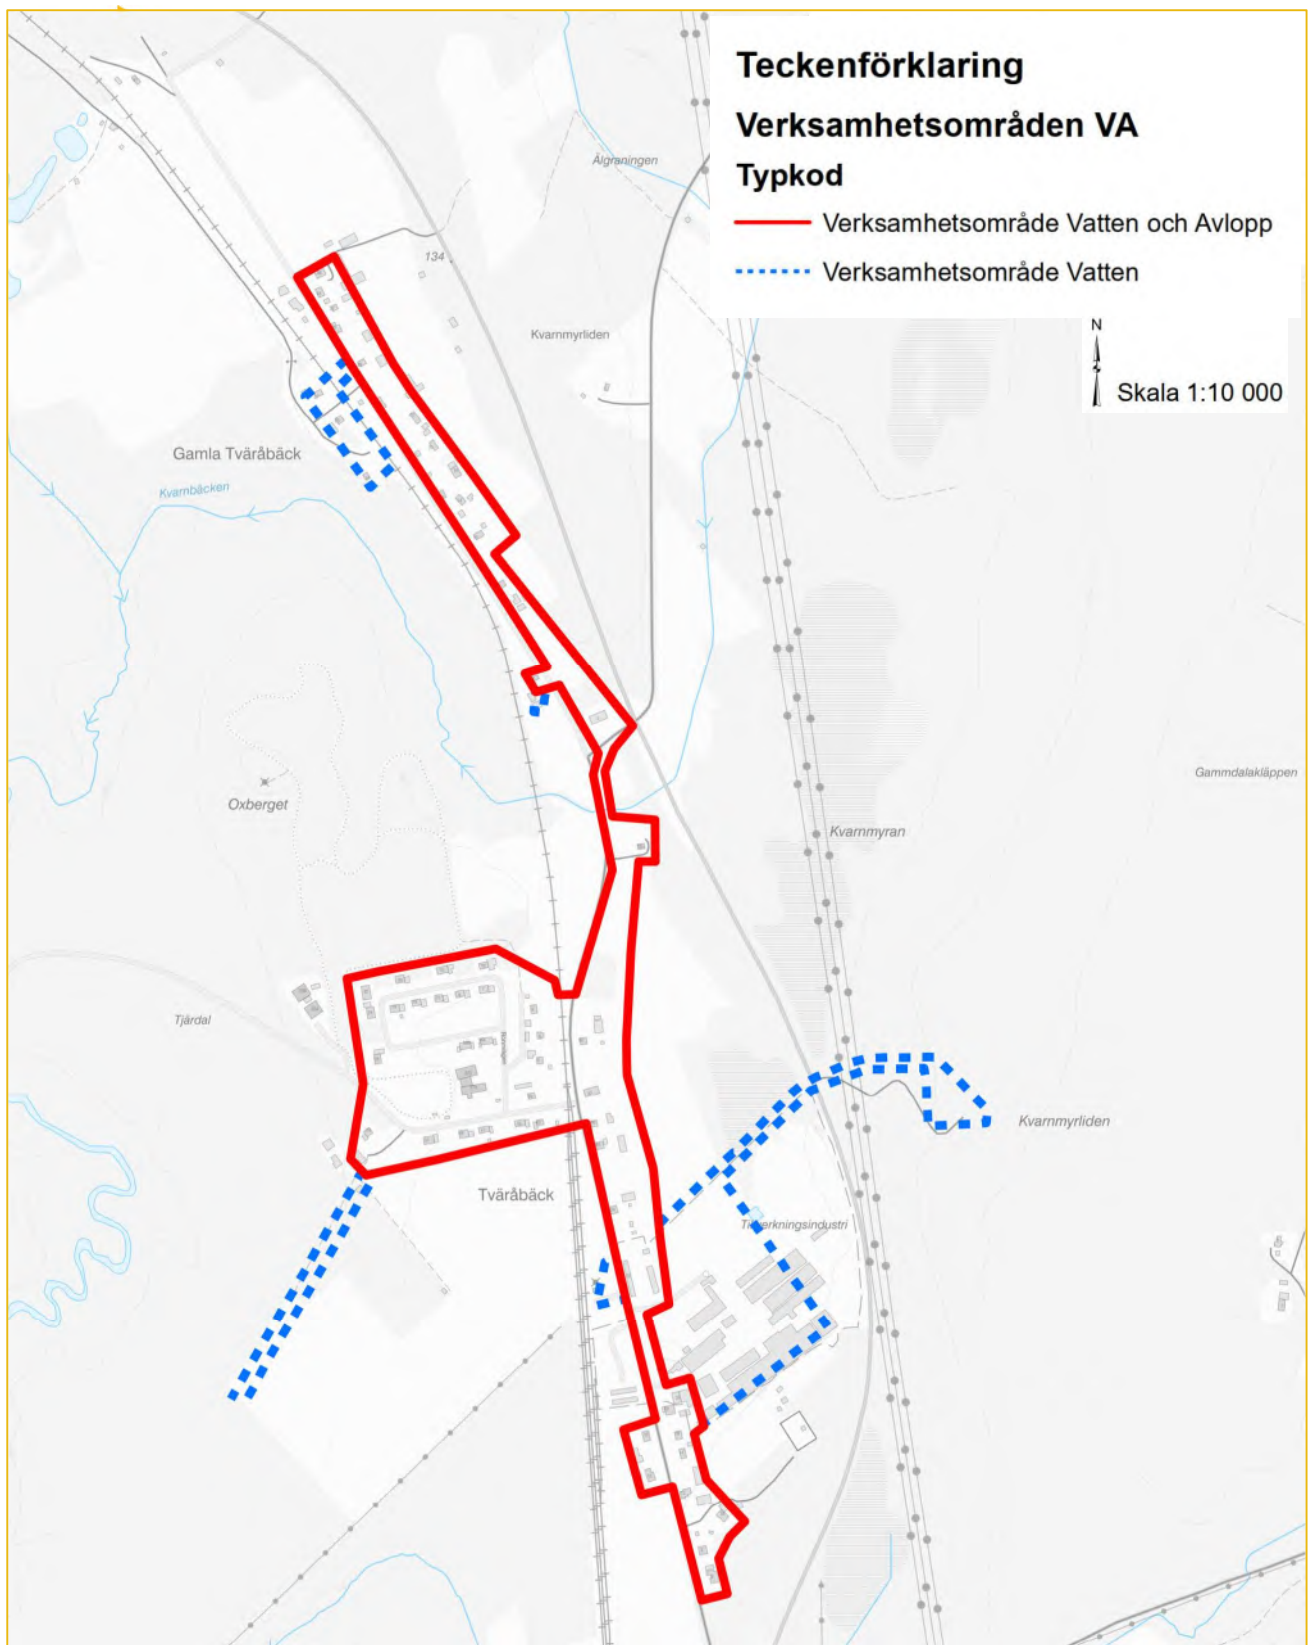 Teckenförklaring
Verksamhetsområden VA
Typkod
Verksamhetsområde Vatten och Avlopp
Verksamhetsområde Vatten
N
Skala 1:10 000
Älgraningen
134
Kvarnmyrliden
Gamla Tväråbäck
Kvarnbäcken
Gammdalakläppen
Oxberget
Kvarnmyran
Tjärdal
Kvarnmyrliden
Tväråbäck
Tillverkningsindustri